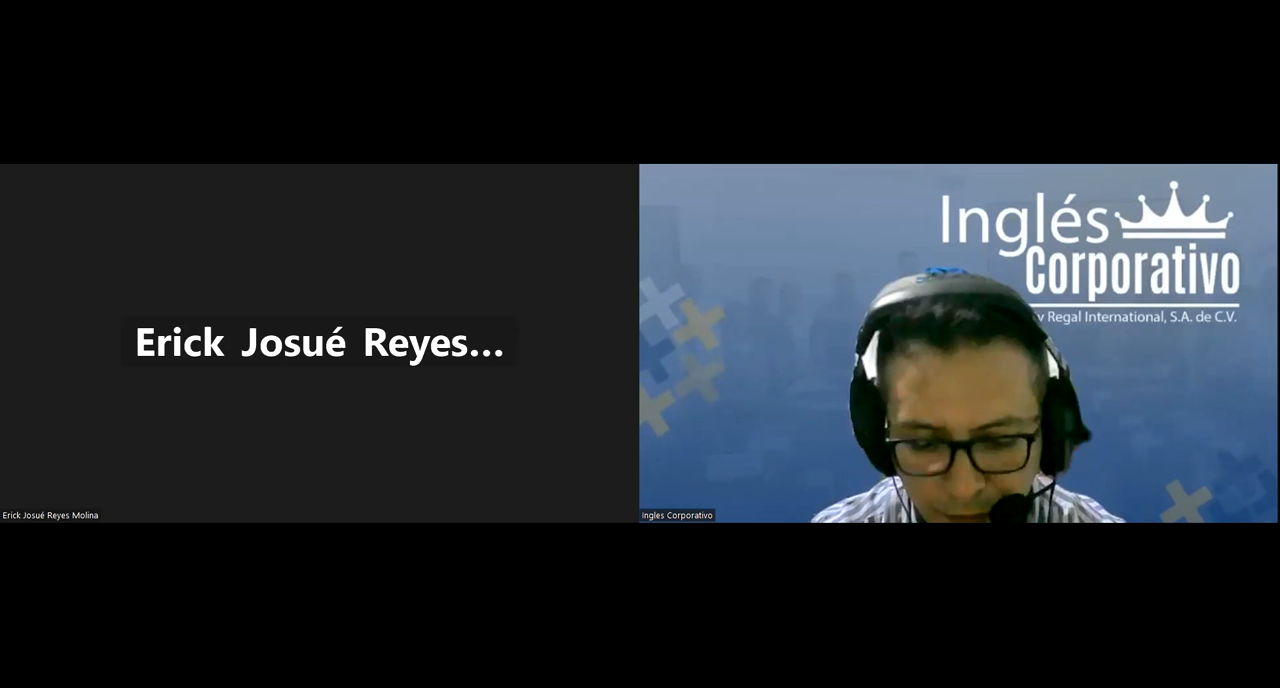 Erick Josué Reyes...
Erick Josué Reyes Molina
Inglés
Corporativo
y Regal International, S.A. de C.V.
Ingles Corporativo